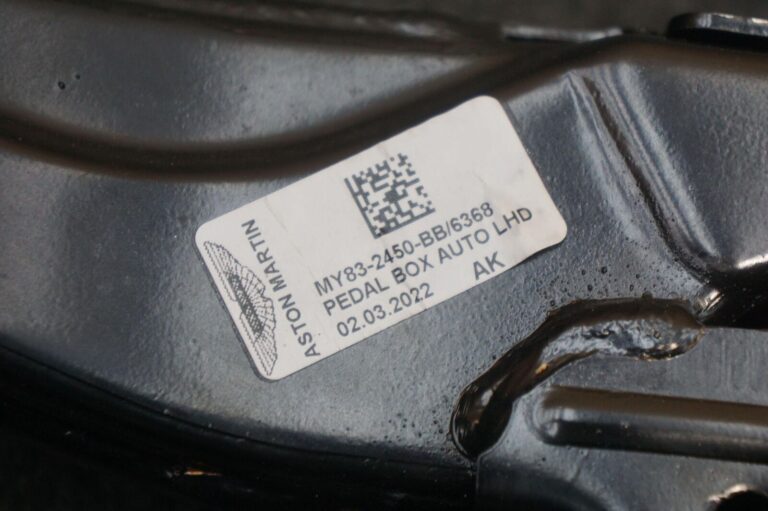 MY83-2450-BB/6368
PEDAL BOX AUTO LHD
02.03.2022 AK
ASTON MARTIN